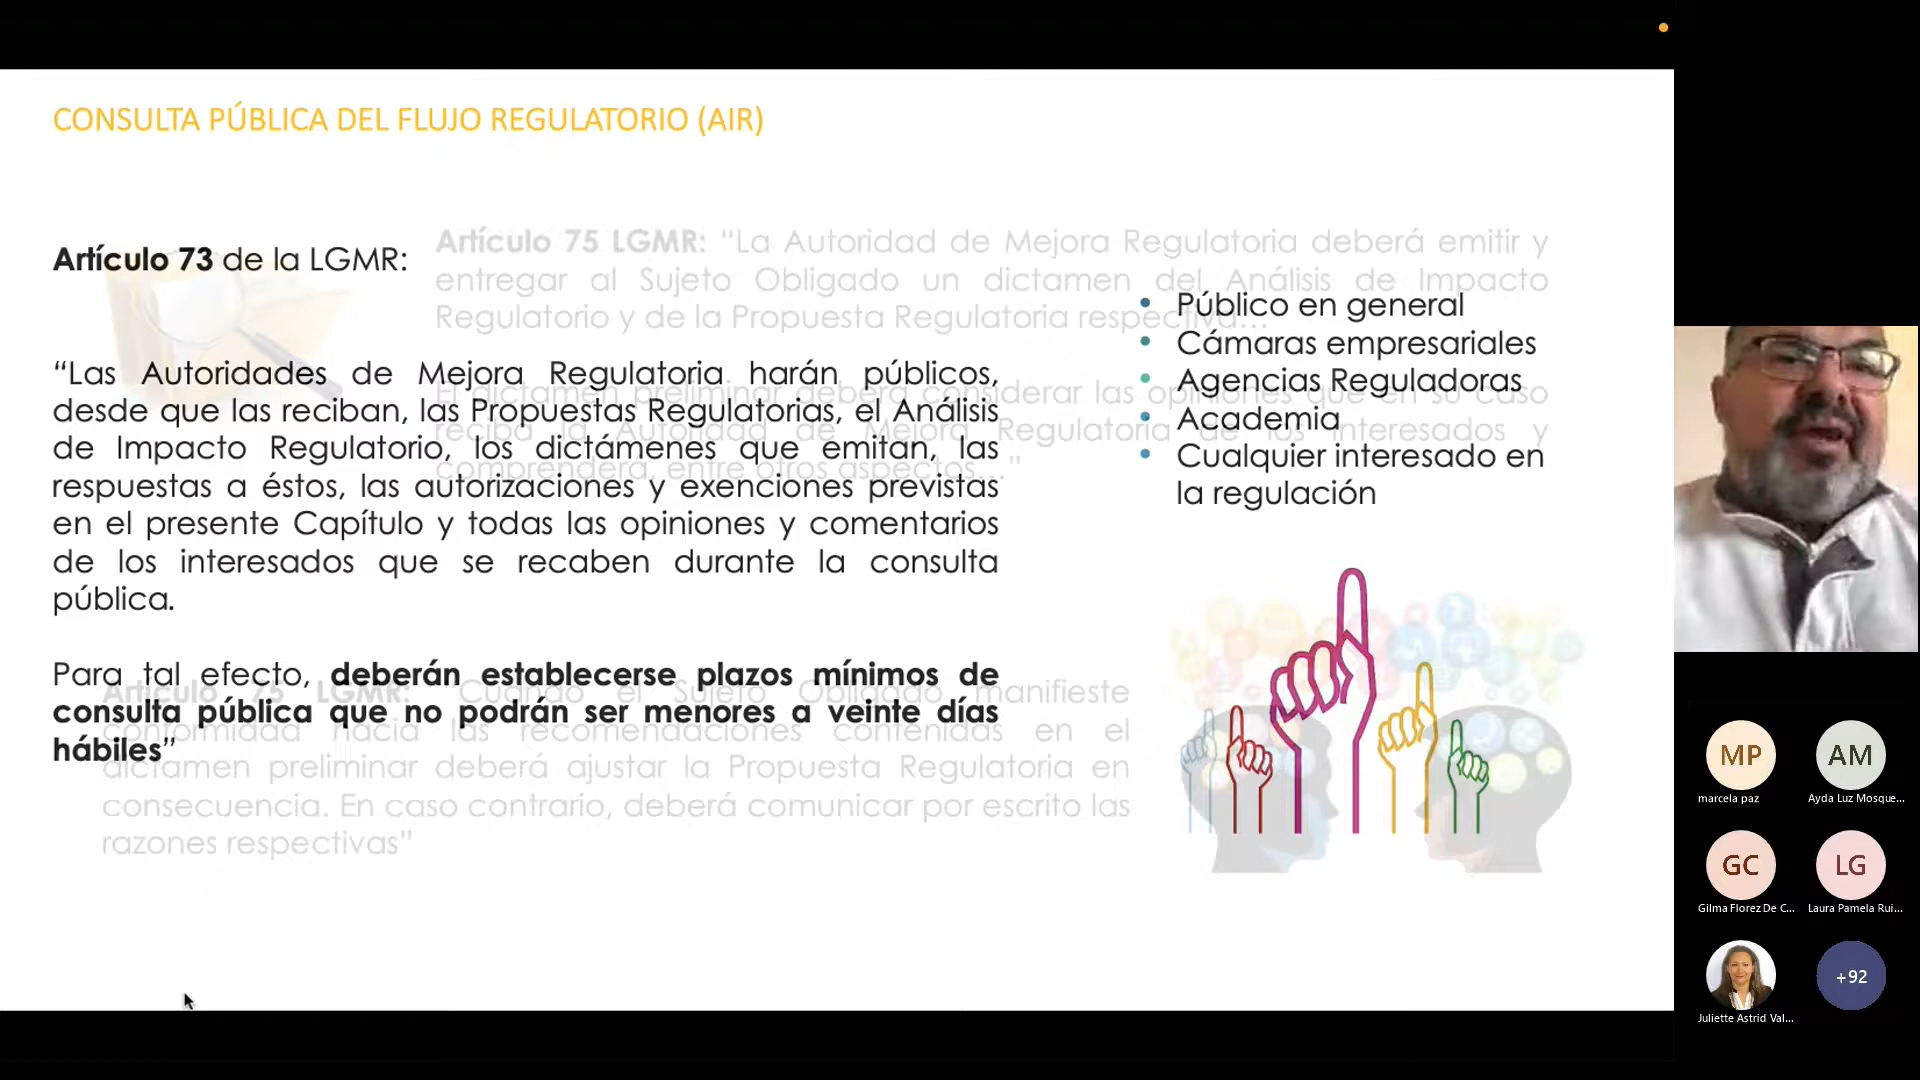 CONSULTA PÚBLICA DEL FLUJO REGULATORIO (AIR)
Artículo 73 de la LGMR:
“Las Autoridades de Mejora Regulatoria harán públicos,
desde que las reciban, las Propuestas Regulatorias, el Análisis
de Impacto Regulatorio, los dictámenes que emitan, las
respuestas a éstos, las autorizaciones y exenciones previstas
en el presente Capítulo y todas las opiniones y comentarios
de los interesados que se recaben durante la consulta
pública.
Para tal efecto, deberán establecerse plazos mínimos de
consulta pública que no podrán ser menores a veinte días
hábiles”
• Público en general
• Cámaras empresariales
• Agencias Reguladoras
• Academia
• Cualquier interesado en
la regulación
Artículo 75 LGMR: “La Autoridad de Mejora Regulatoria deberá emitir y
entregar al Sujeto Obligado un dictamen del Análisis de Impacto
Regulatorio y de la Propuesta Regulatoria respectiva...
El dictamen preliminar deberá considerar las opiniones que en su caso
reciba la Autoridad de Mejora Regulatoria de los interesados y
comprenderá, entre otros aspectos...”
Artículo 75 LGMR: “Cuando el Sujeto Obligado manifieste
conformidad hacia las recomendaciones contenidas en el
dictamen preliminar deberá ajustar la Propuesta Regulatoria en
consecuencia. En caso contrario, deberá comunicar por escrito las
razones respectivas”
MP
marcela paz
AM
Ayda Luz Mosque...
GC
Gilma Florez De C...
LG
Laura Pamela Rui...
Juliette Astrid Val...
+92